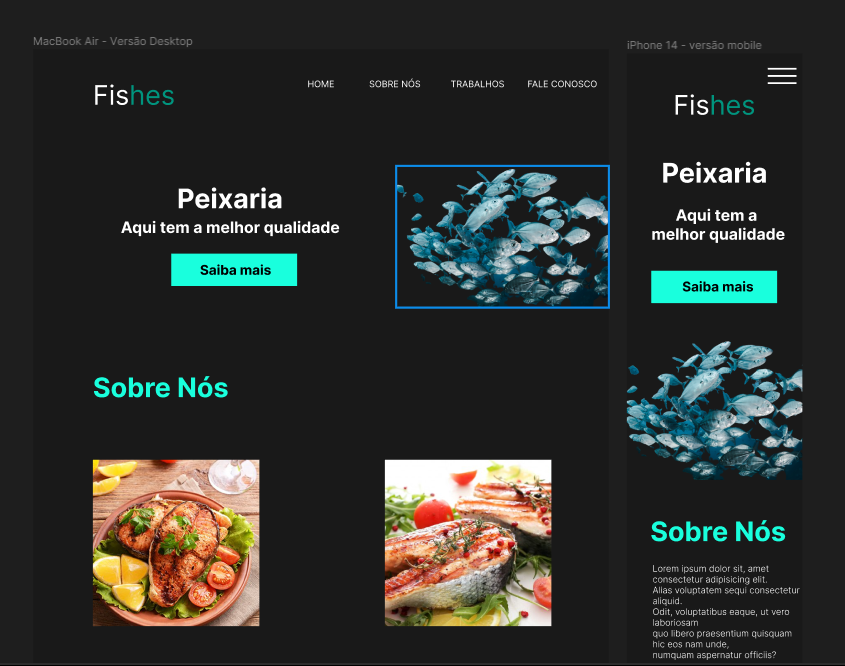 MacBook Air - Versão Desktop
Fishes
HOME SOBRE NÓS TRABALHOS FALE CONOSCO
Peixaria
Aqui tem a melhor qualidade
Saiba mais
Sobre Nós
iPhone 14 - versão mobile
Fishes
Peixaria
Aqui tem a
melhor qualidade
Saiba mais
Sobre Nós
Lorem ipsum dolor sit, amet
consectetur adipisicing elit.
Alias voluptatem sequi consectetur
aliquid.
Odit, voluptatibus eaque, ut vero
laboriosam
quo libero praesentium quisquam
hic eos nam unde,
numquam aspernatur officiis?